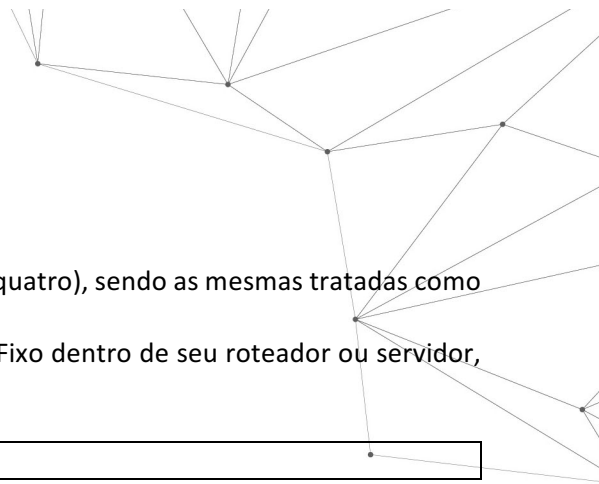 quatro), sendo as mesmas tratadas como
Fixo dentro de seu roteador ou servidor,